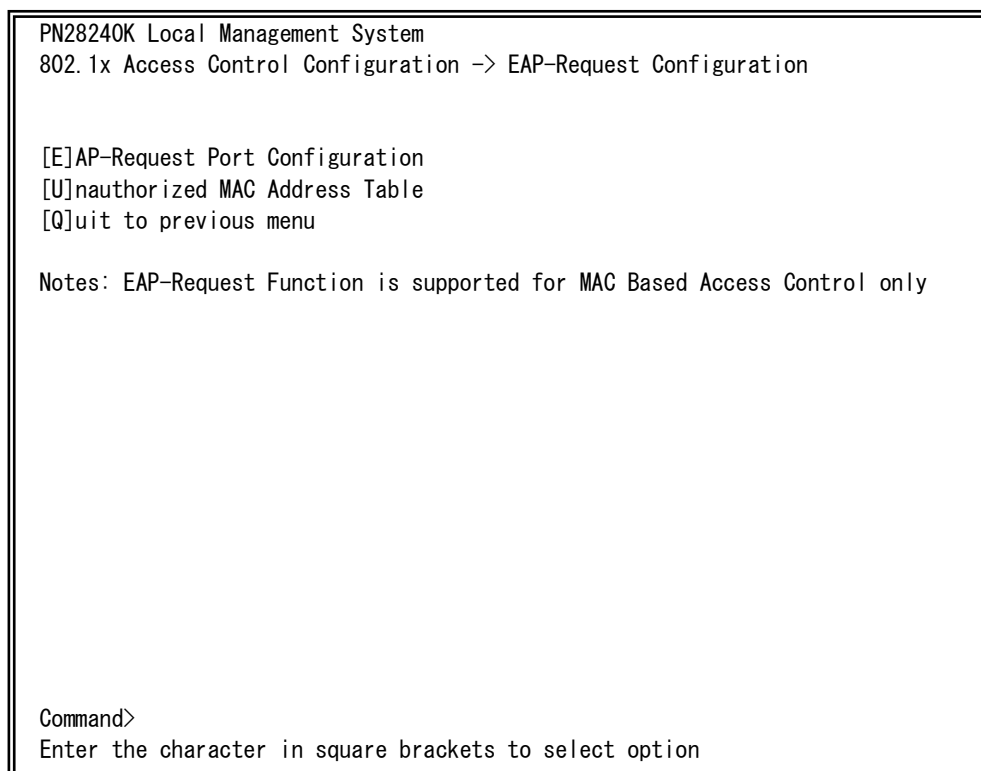 PN28240K Local Management System
802.1x Access Control Configuration -> EAP-Request Configuration
[E]AP-Request Port Configuration
[U]nauthorized MAC Address Table
[Q]uit to previous menu
Notes: EAP-Request Function is supported for MAC Based Access Control only
Command>
Enter the character in square brackets to select option